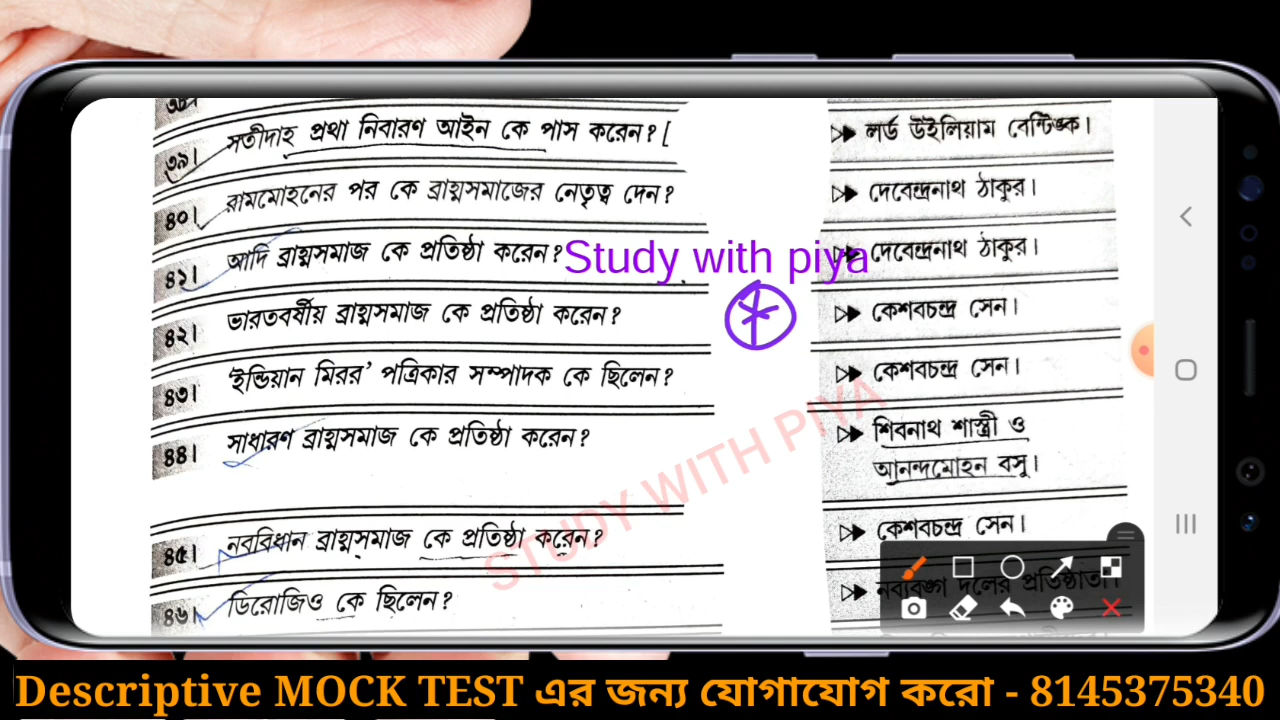 ৩৮।
৩৯। সতীদাহ প্রথা নিবারণ আইন কে পাস করেন? [ লর্ড উইলিয়াম বেন্টিঙ্ক।
৪০। রামমোহনের পর কে ব্রাহ্মসমাজের নেতৃত্ব দেন? দেবেন্দ্রনাথ ঠাকুর।
৪১। আদি ব্রাহ্মসমাজ কে প্রতিষ্ঠা করেন? দেবেন্দ্রনাথ ঠাকুর।
Study with piya
৪২। ভারতবর্ষীয় ব্রাহ্মসমাজ কে প্রতিষ্ঠা করেন? কেশবচন্দ্র সেন।
৪৩। ‘ইন্ডিয়ান মিরর’ পত্রিকার সম্পাদক কে ছিলেন? কেশবচন্দ্র সেন।
৪৪। সাধারণ ব্রাহ্মসমাজ কে প্রতিষ্ঠা করেন? শিবনাথ শাস্ত্রী ও
আনন্দমোহন বসু।
STUDY WITH PIYA
৪৫। নববিধান ব্রাহ্মসমাজ কে প্রতিষ্ঠা করেন? কেশবচন্দ্র সেন।
৪৬। ডিরোজিও কে ছিলেন? নব্যবঙ্গ দলের প্রতিষ্ঠাতা।
Descriptive MOCK TEST এর জন্য যোগাযোগ করো - 8145375340